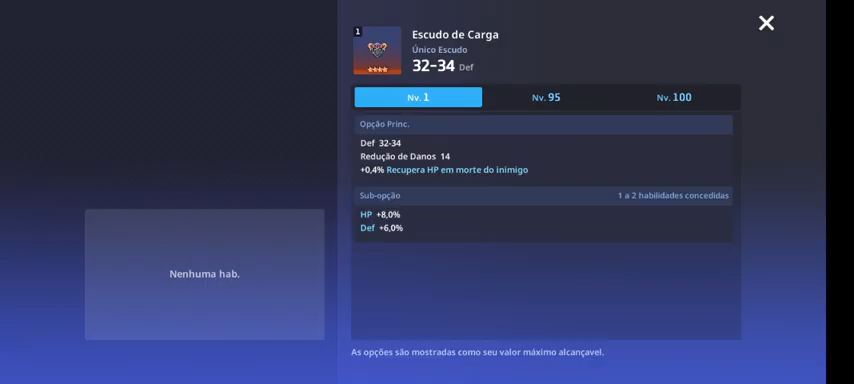 1
Escudo de Carga
Único Escudo
32-34 Def
Nv. 1
Nv. 95
Nv. 100
Opção Princ.
Def 32-34
Redução de Danos 14
+0,4% Recupera HP em morte do inimigo
Sub-opção
1 a 2 habilidades concedidas
HP +8,0%
Def +6,0%
Nenhuma hab.
As opções são mostradas como seu valor máximo alcançavel.